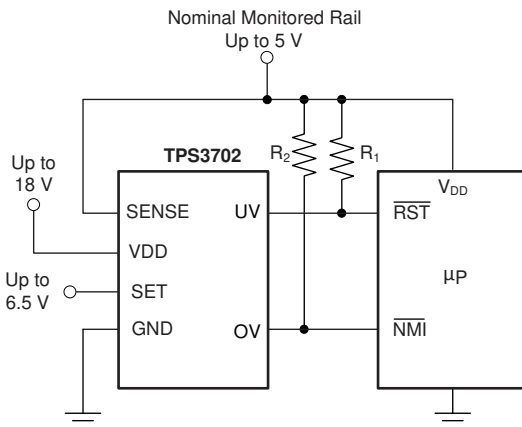 Nominal Monitored Rail
Up to 5 V
TPS3702
R2
R1
Up to
18 V
VDD
SENSE
UV
RST
VDD
µP
Up to
6.5 V
SET
GND
OV
NMI